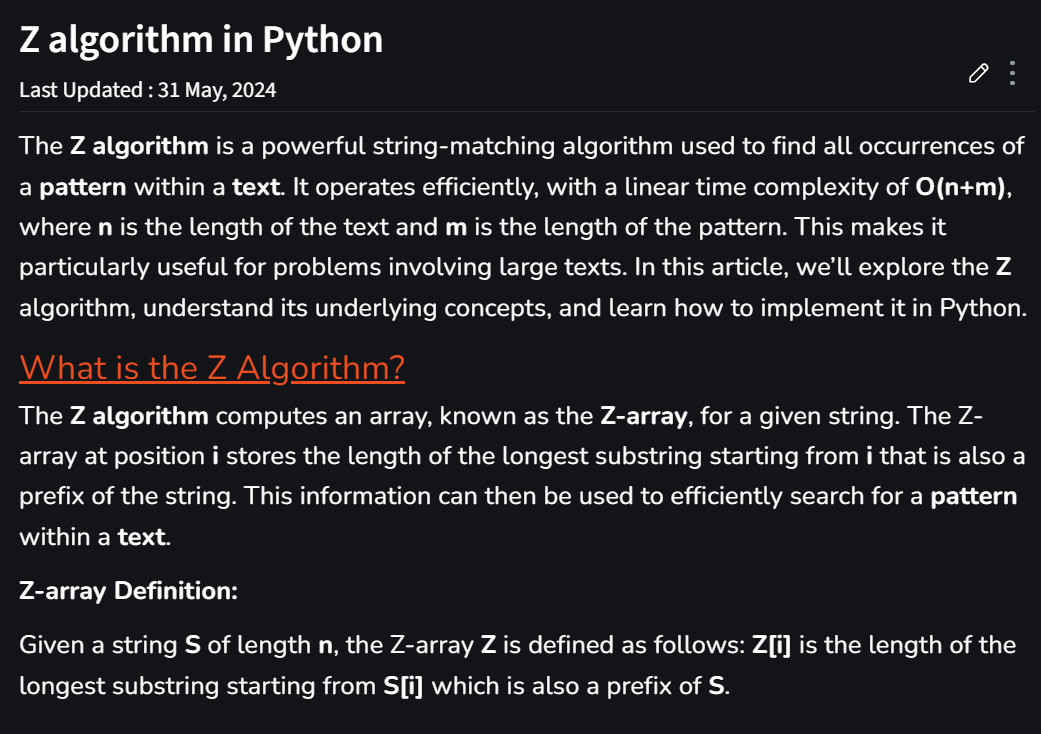 Z algorithm in Python
Last Updated : 31 May, 2024
The Z algorithm is a powerful string-matching algorithm used to find all occurrences of
a pattern within a text. It operates efficiently, with a linear time complexity of O(n+m),
where n is the length of the text and m is the length of the pattern. This makes it
particularly useful for problems involving large texts. In this article, we’ll explore the Z
algorithm, understand its underlying concepts, and learn how to implement it in Python.
What is the Z Algorithm?
The Z algorithm computes an array, known as the Z-array, for a given string. The Z-
array at position i stores the length of the longest substring starting from i that is also a
prefix of the string. This information can then be used to efficiently search for a pattern
within a text.
Z-array Definition:
Given a string S of length n, the Z-array Z is defined as follows: Z[i] is the length of the
longest substring starting from S[i] which is also a prefix of S.